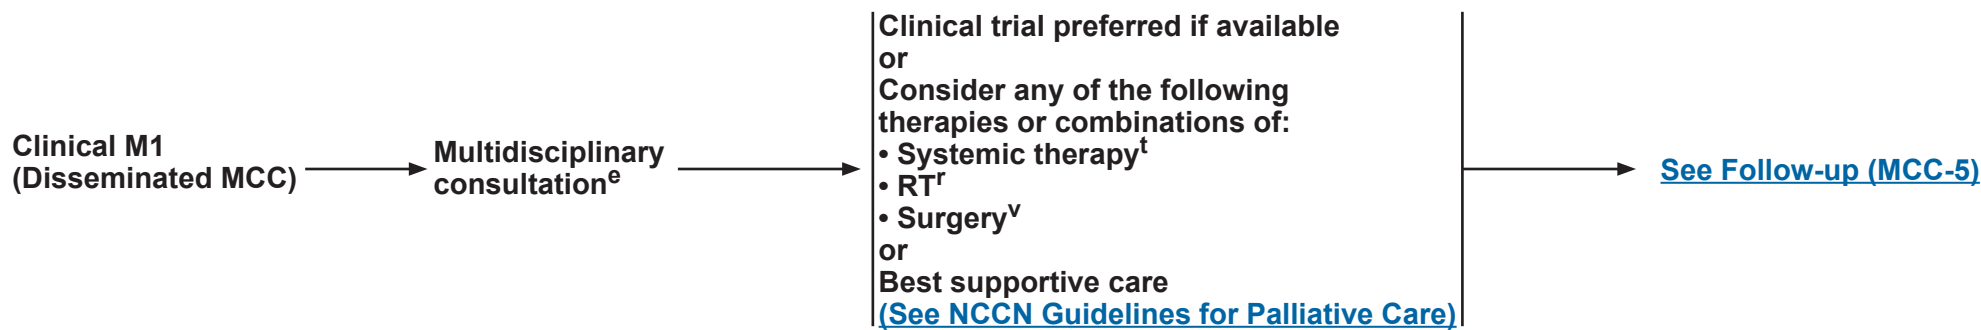 Clinical M1
(Disseminated MCC)
Multidisciplinary
consultationᵉ
Clinical trial preferred if available
or
Consider any of the following
therapies or combinations of:
• Systemic therapyᵗ
• RTʳ
• Surgeryᵛ
or
Best supportive care
(See NCCN Guidelines for Palliative Care)
See Follow-up (MCC-5)